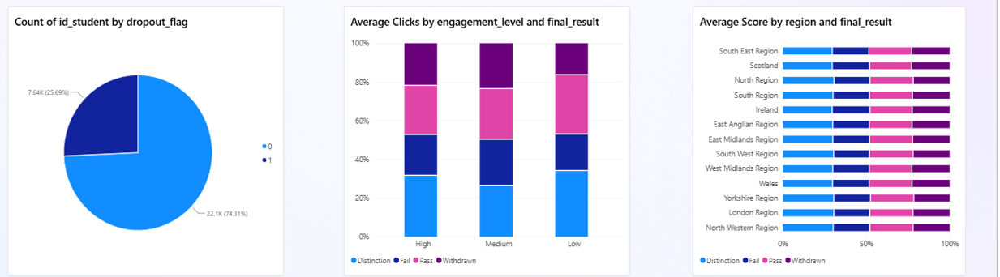 Count of id_student by dropout_flag
7.64K (25.69%)
22.1K (74.31%)
0
1
Average Clicks by engagement_level and final_result
100%
80%
60%
40%
20%
0%
High Medium Low
Distinction Fail Pass Withdrawn
Average Score by region and final_result
South East Region
Scotland
North Region
South Region
Ireland
East Anglian Region
East Midlands Region
South West Region
West Midlands Region
Wales
Yorkshire Region
London Region
North Western Region
0% 50% 100%
Distinction Fail Pass Withdrawn